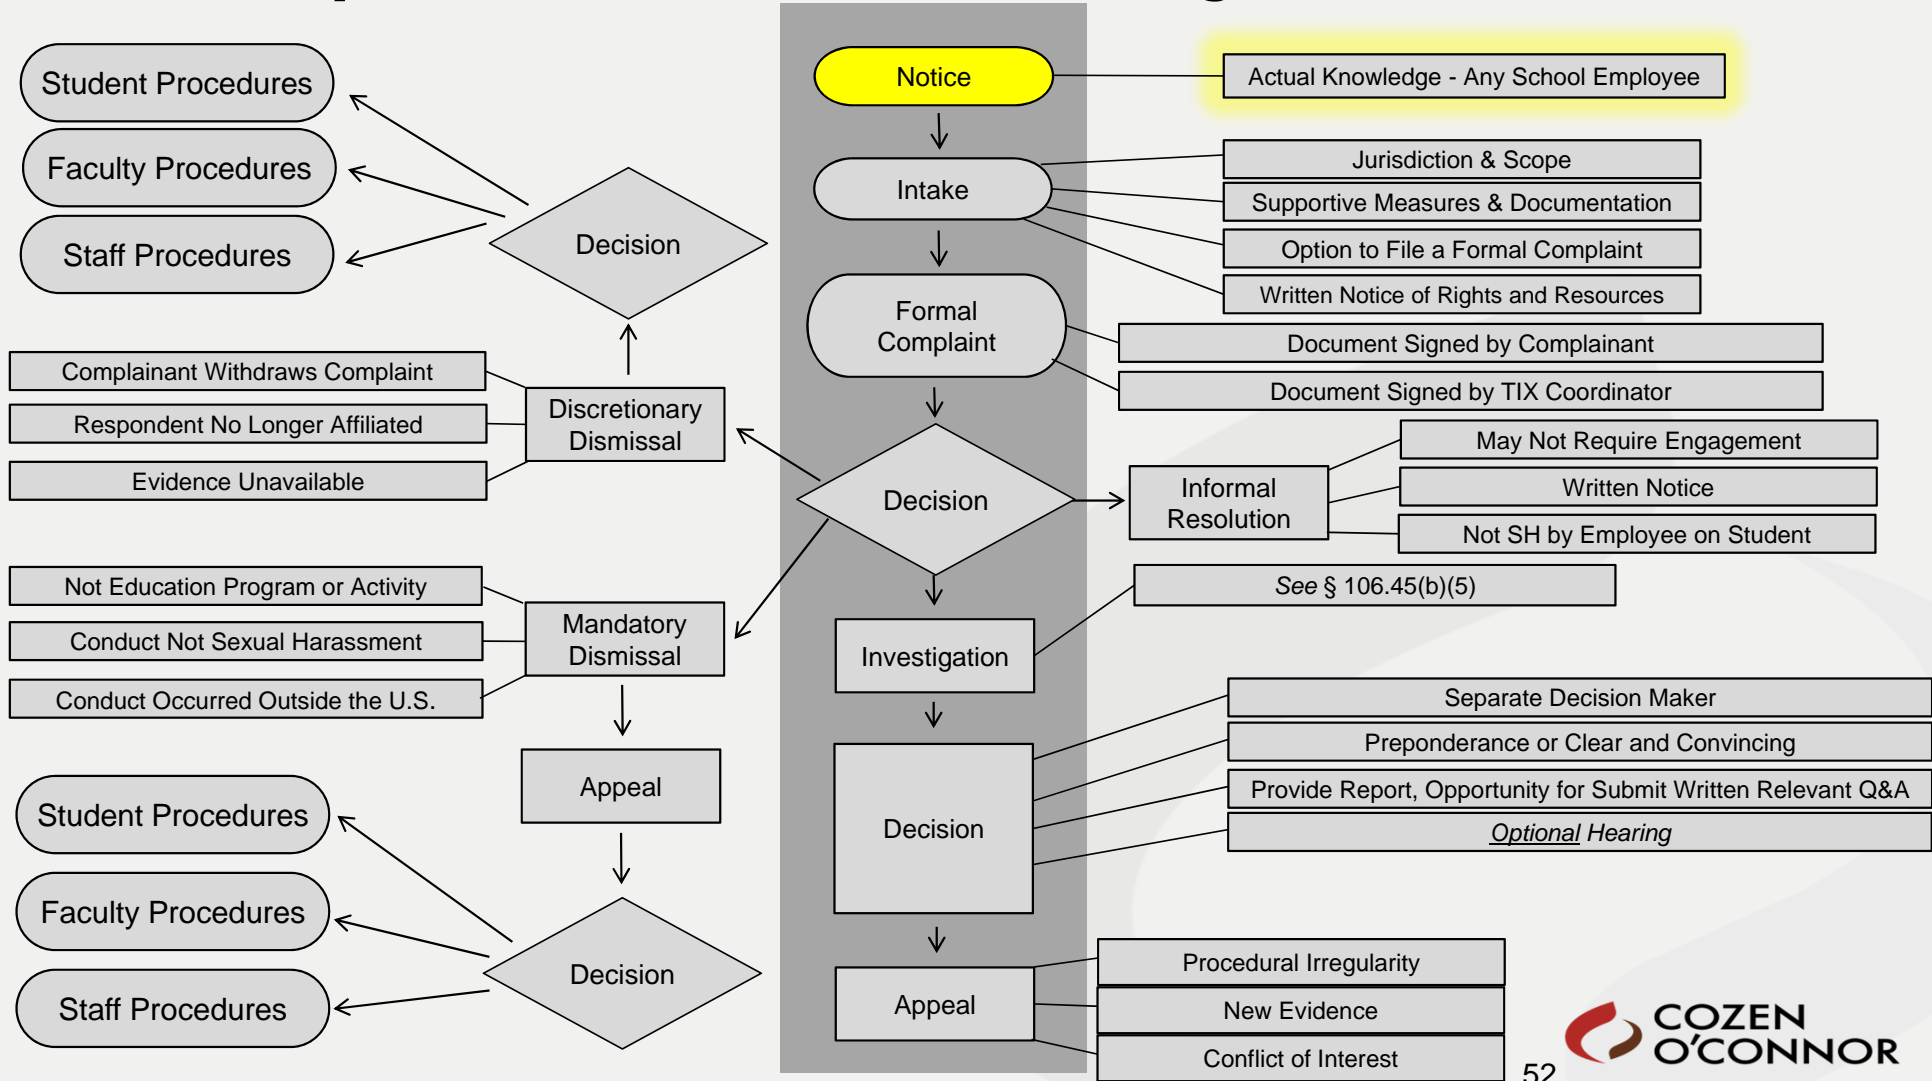 Notice
Actual Knowledge - Any School Employee
Intake
Jurisdiction & Scope
Supportive Measures & Documentation
Option to File a Formal Complaint
Written Notice of Rights and Resources
Formal
Complaint
Document Signed by Complainant
Document Signed by TIX Coordinator
Decision
Informal
Resolution
May Not Require Engagement
Written Notice
Not SH by Employee on Student
Investigation
See § 106.45(b)(5)
Decision
Separate Decision Maker
Preponderance or Clear and Convincing
Provide Report, Opportunity for Submit Written Relevant Q&A
Optional Hearing
Appeal
Procedural Irregularity
New Evidence
Conflict of Interest
Student Procedures
Faculty Procedures
Staff Procedures
Decision
Complainant Withdraws Complaint
Respondent No Longer Affiliated
Evidence Unavailable
Discretionary
Dismissal
Not Education Program or Activity
Conduct Not Sexual Harassment
Conduct Occurred Outside the U.S.
Mandatory
Dismissal
Appeal
Student Procedures
Faculty Procedures
Staff Procedures
Decision
52
COZEN
O'CONNOR